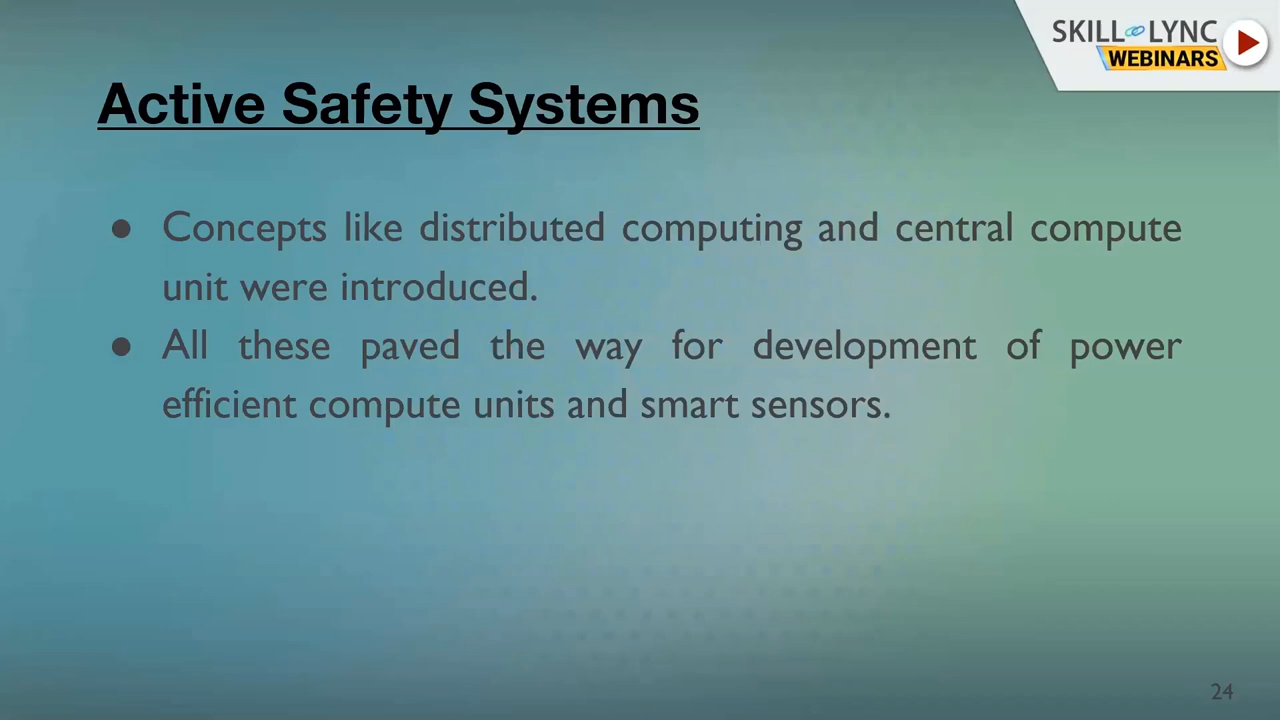 SKILL LYNC
WEBINARS
Active Safety Systems
● Concepts like distributed computing and central compute
unit were introduced.
● All these paved the way for development of power
efficient compute units and smart sensors.
24